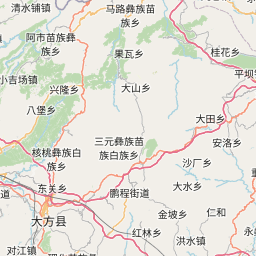 清水铺镇
马路彝族苗
族乡
阿市苗族彝
族乡
果瓦乡
桂花乡
小吉场镇
兴隆乡
大山乡
平坝
八堡乡
大田乡
三元彝族苗
族白族乡
安洛乡
核桃彝族白
族乡
沙厂乡
东关乡
大水乡
鹏程街道
大方县
金坡乡
仁和
红林乡
对江镇
洪水镇